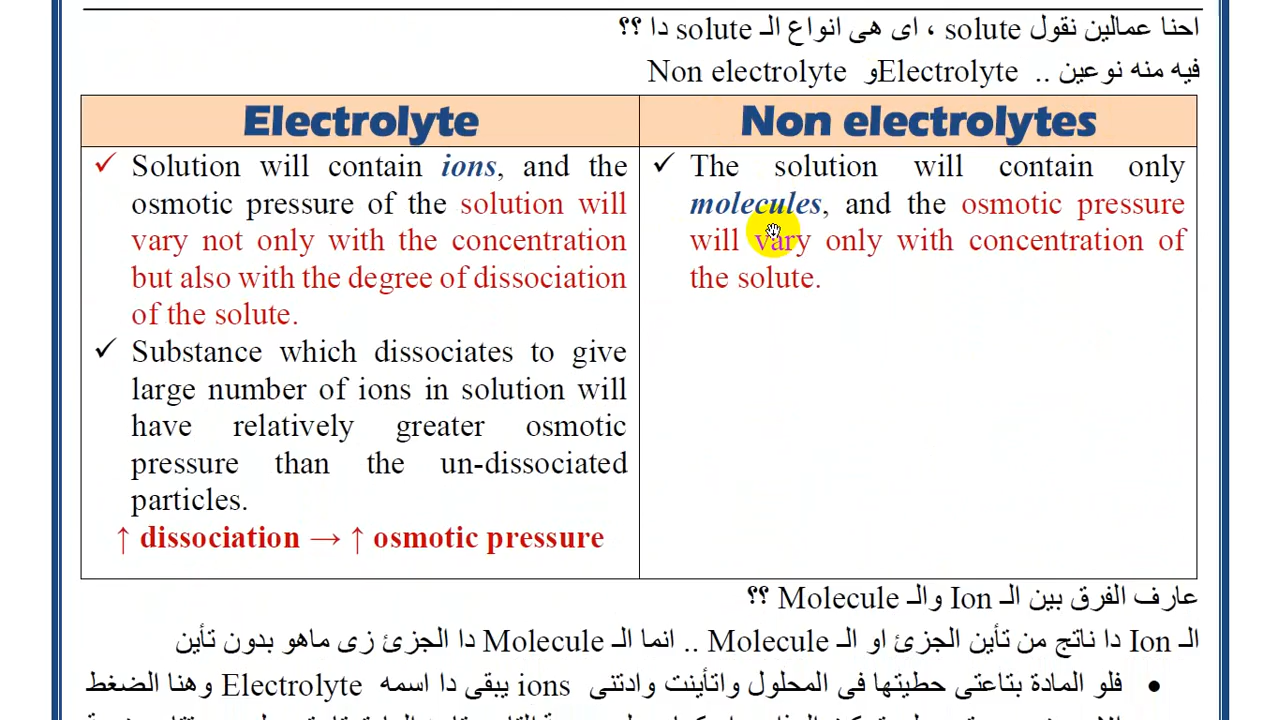 احنا عمالين نقول solute ، اى هى انواع الـ solute دا ؟؟
فيه منه نوعين .. Electrolyteو Non electrolyte
Electrolyte
Solution will contain ions, and the
osmotic pressure of the solution will
vary not only with the concentration
but also with the degree of dissociation
of the solute.
Substance which dissociates to give
large number of ions in solution will
have relatively greater osmotic
pressure than the un-dissociated
particles.
↑ dissociation → ↑ osmotic pressure
Non electrolytes
The solution will contain only
molecules, and the osmotic pressure
will vary only with concentration of
the solute.
عارف الفرق بين الـ Ion والـ Molecule ؟؟
الـ Ion دا ناتج من تأين الجزئ او الـ Molecule .. انما الـ Molecule دا الجزئ زى ماهو بدون تأين
• فلو المادة بتاعتى حطيتها فى المحلول واتأينت وادتنى ions يبقى دا اسمه Electrolyte وهنا الضغط